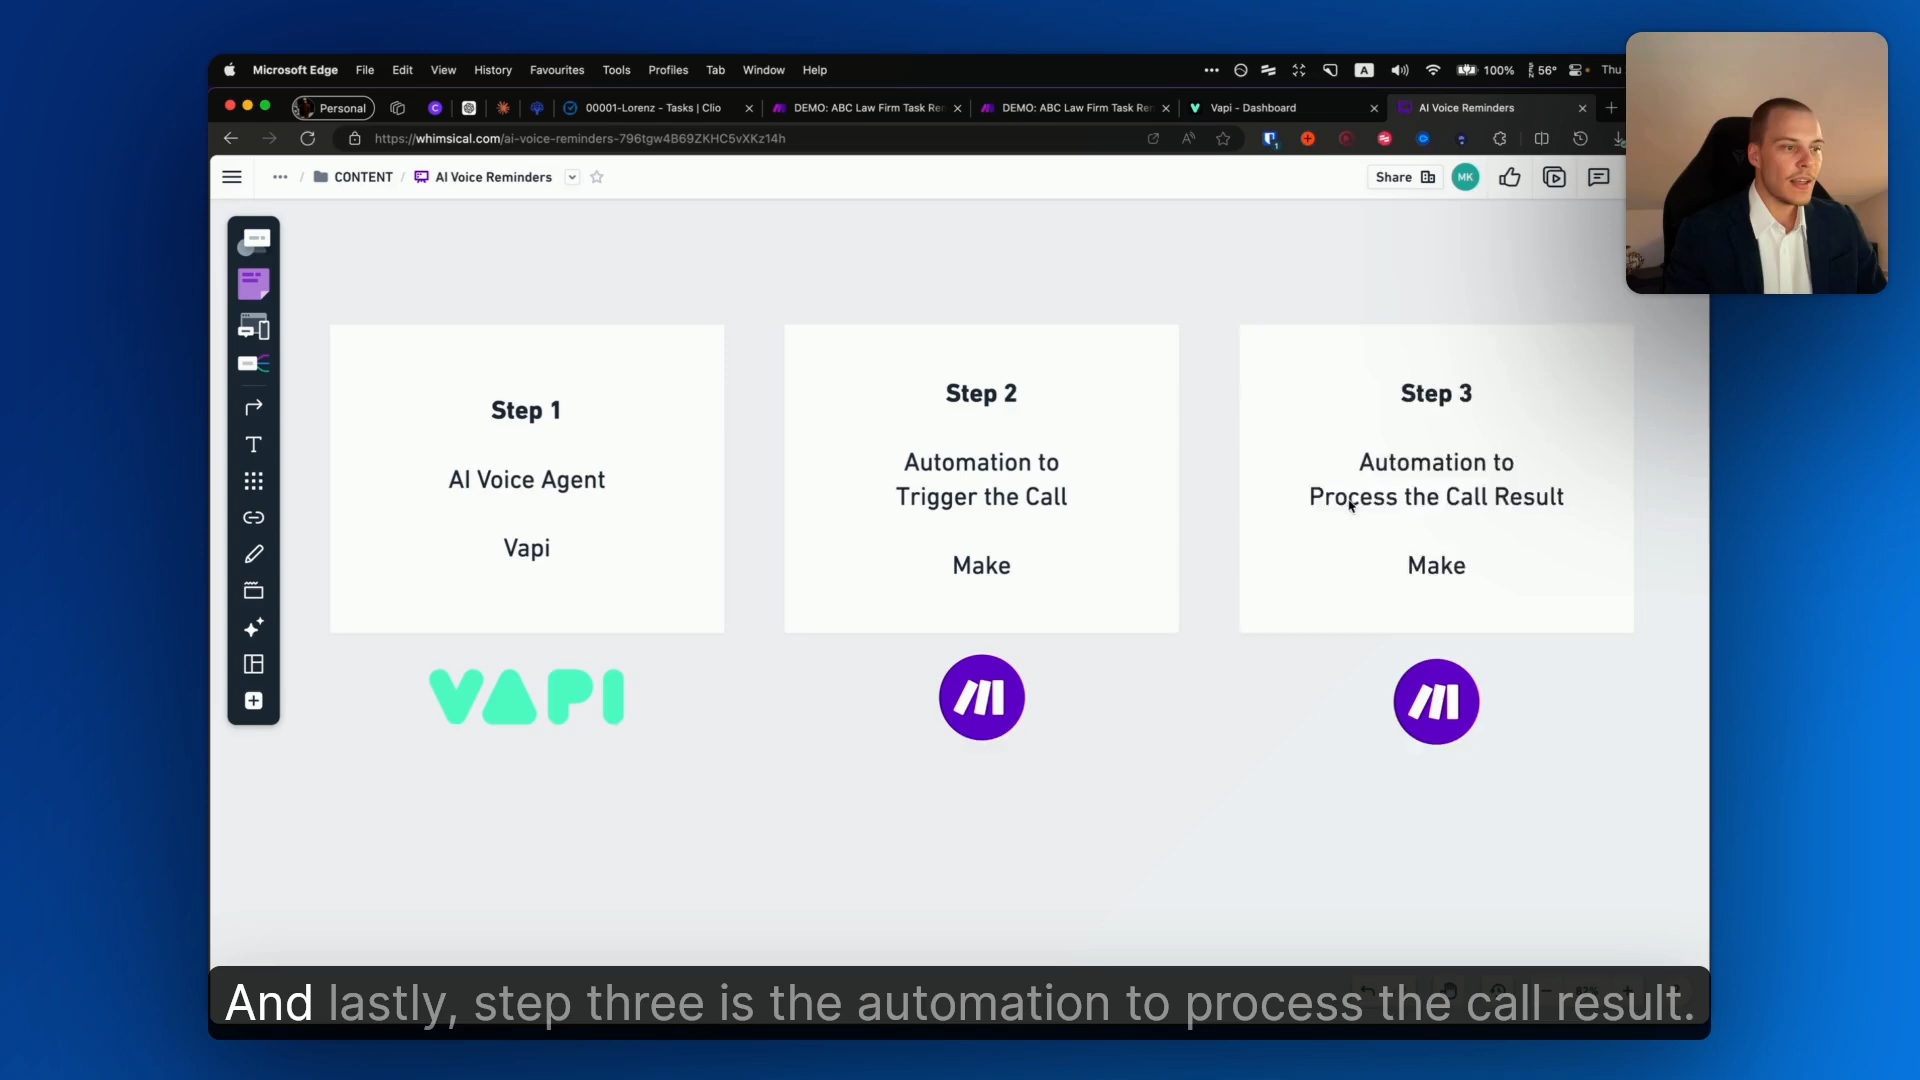 Microsoft Edge File Edit View History Favourites Tools Profiles Tab Window Help
A 100% 56° Thu
Personal 00001-Lorenz - Tasks | Clio DEMO: ABC Law Firm Task Re DEMO: ABC Law Firm Task Re Vapi - Dashboard AI Voice Reminders
https://whimsical.com/ai-voice-reminders-796tgw4B69ZKHC5vXKz14h
... / CONTENT / AI Voice Reminders Share MK
Step 1
AI Voice Agent
Vapi
VAPI
Step 2
Automation to
Trigger the Call
Make
Step 3
Automation to
Process the Call Result
Make
And lastly, step three is the automation to process the call result.